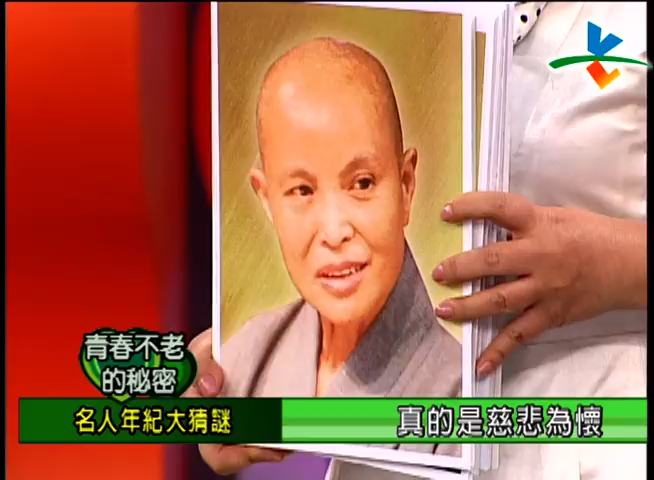 青春不老
的秘密
名人年紀大猜謎
真的是慈悲為懷